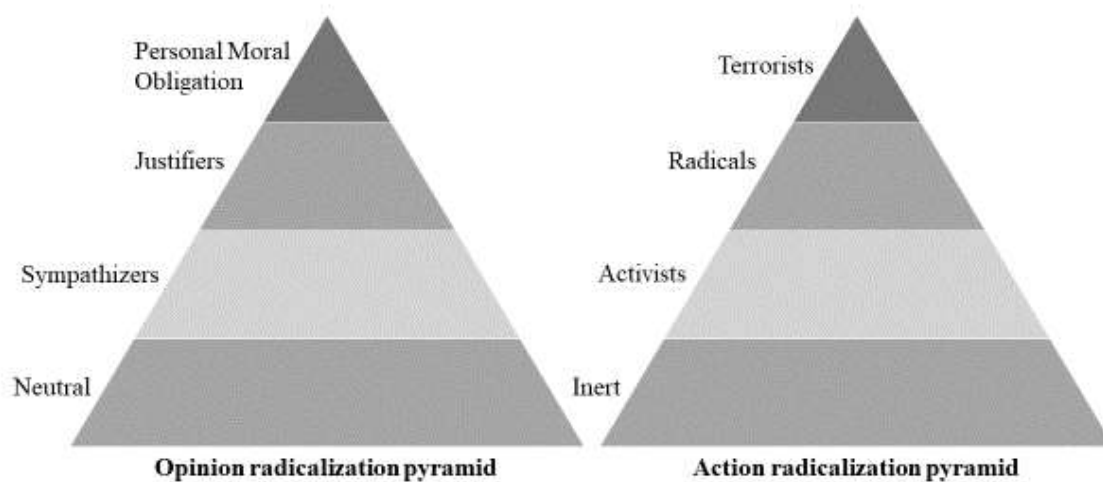 Personal Moral
Obligation
Justifiers
Sympathizers
Neutral
Opinion radicalization pyramid
Terrorists
Radicals
Activists
Inert
Action radicalization pyramid